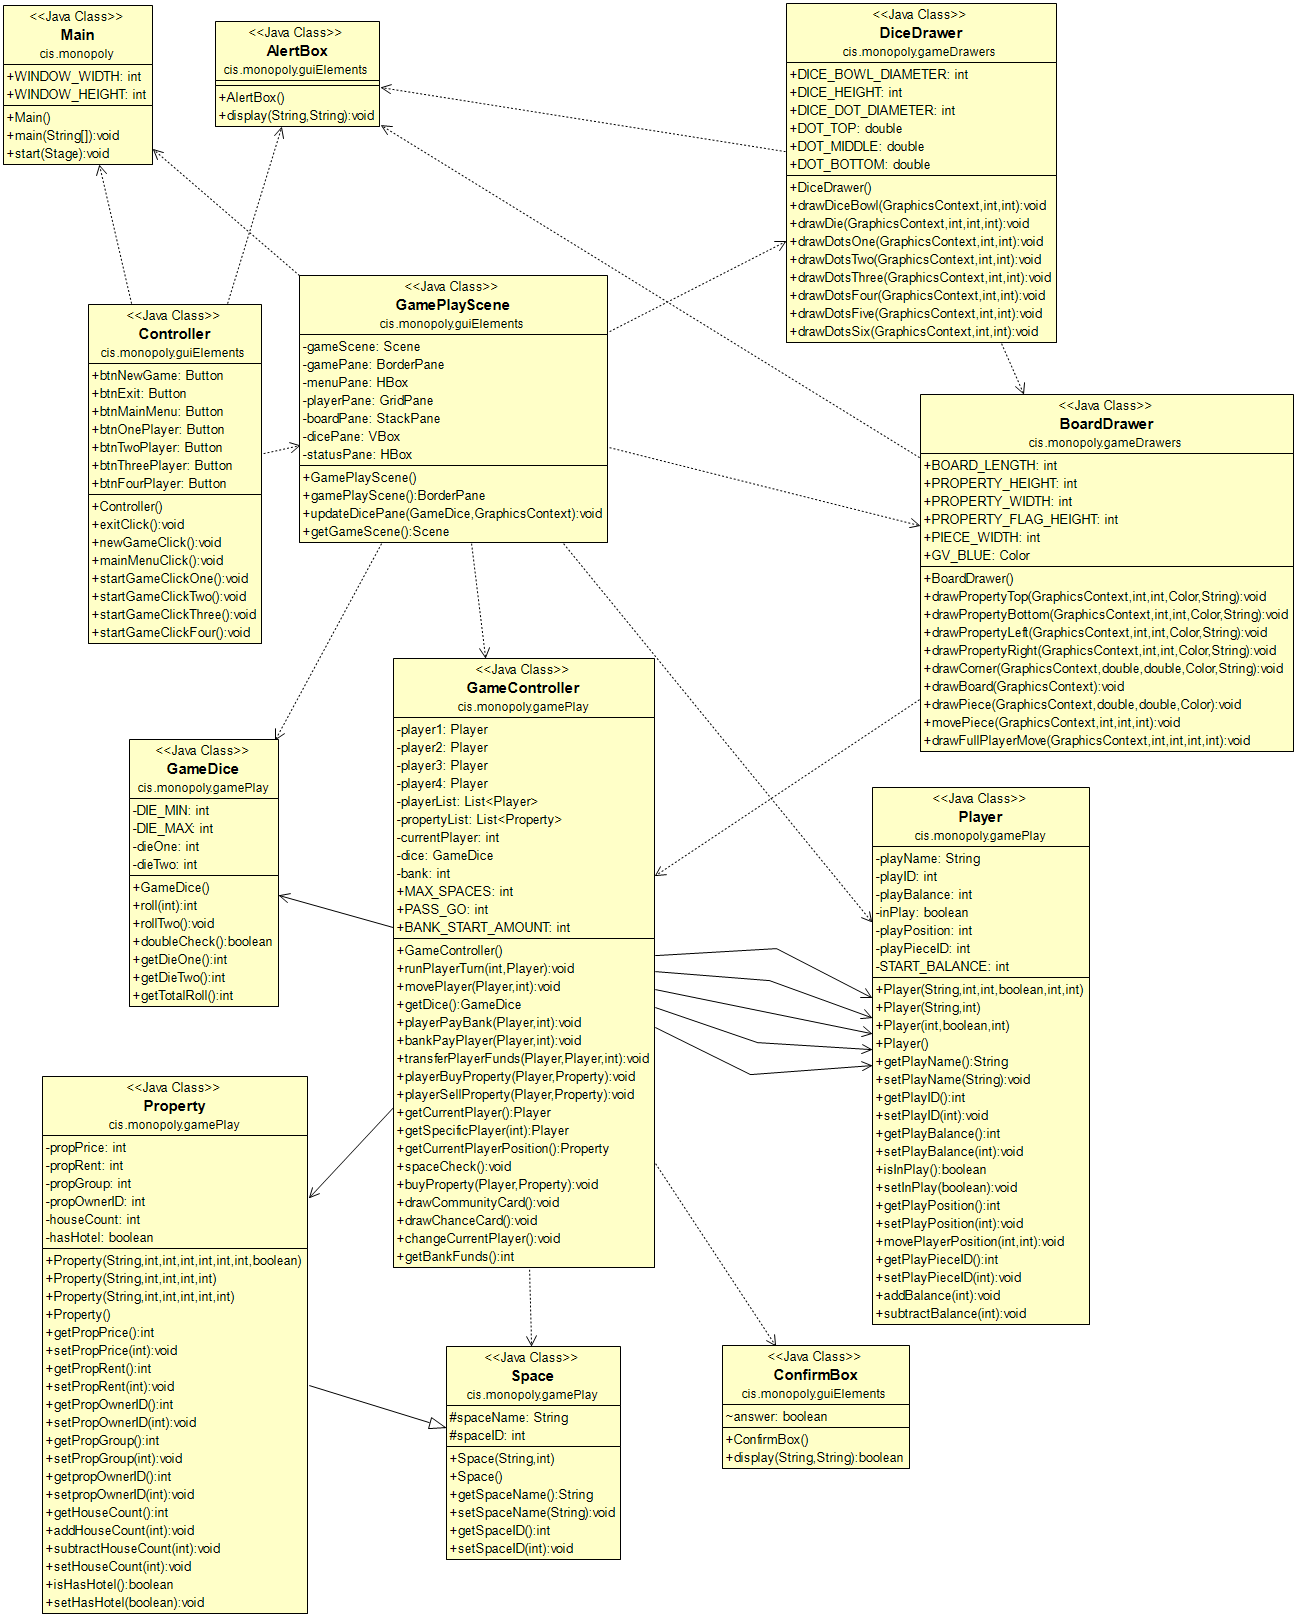 <<Java Class>>
Main
cis.monopoly
+WINDOW_WIDTH: int
+WINDOW_HEIGHT: int
+Main()
+main(String[]):void
+start(Stage):void
<<Java Class>>
AlertBox
cis.monopoly.guiElements
+AlertBox()
+display(String,String):void
<<Java Class>>
DiceDrawer
cis.monopoly.gameDrawers
+DICE_BOWL_DIAMETER: int
+DICE_HEIGHT: int
+DICE_DOT_DIAMETER: int
+DOT_TOP: double
+DOT_MIDDLE: double
+DOT_BOTTOM: double
+DiceDrawer()
+drawDiceBowl(GraphicsContext,int,int):void
+drawDie(GraphicsContext,int,int,int):void
+drawDotsOne(GraphicsContext,int,int):void
+drawDotsTwo(GraphicsContext,int,int):void
+drawDotsThree(GraphicsContext,int,int):void
+drawDotsFour(GraphicsContext,int,int):void
+drawDotsFive(GraphicsContext,int,int):void
+drawDotsSix(GraphicsContext,int,int):void
<<Java Class>>
Controller
cis.monopoly.guiElements
+btnNewGame: Button
+btnExit: Button
+btnMainMenu: Button
+btnOnePlayer: Button
+btnTwoPlayer: Button
+btnThreePlayer: Button
+btnFourPlayer: Button
+Controller()
+exitClick():void
+newGameClick():void
+mainMenuClick():void
+startGameClickOne():void
+startGameClickTwo():void
+startGameClickThree():void
+startGameClickFour():void
<<Java Class>>
GamePlayScene
cis.monopoly.guiElements
-gameScene: Scene
-gamePane: BorderPane
-menuPane: HBox
-playerPane: GridPane
-boardPane: StackPane
-dicePane: VBox
-statusPane: HBox
+GamePlayScene()
+gamePlayScene():BorderPane
+updateDicePane(GameDice,GraphicsContext):void
+getGameScene():Scene
<<Java Class>>
BoardDrawer
cis.monopoly.gameDrawers
+BOARD_LENGTH: int
+PROPERTY_HEIGHT: int
+PROPERTY_WIDTH: int
+PROPERTY_FLAG_HEIGHT: int
+PIECE_WIDTH: int
+GV_BLUE: Color
+BoardDrawer()
+drawPropertyTop(GraphicsContext,int,int,Color,String):void
+drawPropertyBottom(GraphicsContext,int,int,Color,String):void
+drawPropertyLeft(GraphicsContext,int,int,Color,String):void
+drawPropertyRight(GraphicsContext,int,int,Color,String):void
+drawCorner(GraphicsContext,double,double,Color,String):void
+drawBoard(GraphicsContext):void
+drawPiece(GraphicsContext,double,double,Color):void
+movePiece(GraphicsContext,int,int,int):void
+drawFullPlayerMove(GraphicsContext,int,int,int,int):void
<<Java Class>>
GameDice
cis.monopoly.gamePlay
-DIE_MIN: int
-DIE_MAX: int
-dieOne: int
-dieTwo: int
+GameDice()
+roll(int):int
+rollTwo():void
+doubleCheck():boolean
+getDieOne():int
+getDieTwo():int
+getTotalRoll():int
<<Java Class>>
GameController
cis.monopoly.gamePlay
-player1: Player
-player2: Player
-player3: Player
-player4: Player
-playerList: List<Player>
-propertyList: List<Property>
-currentPlayer: int
-dice: GameDice
-bank: int
+MAX_SPACES: int
+PASS_GO: int
+BANK_START_AMOUNT: int
+GameController()
+runPlayerTurn(int,Player):void
+movePlayer(Player,int):void
+getDice():GameDice
+playerPayBank(Player,int):void
+bankPayPlayer(Player,int):void
+transferPlayerFunds(Player,Player,int):void
+playerBuyProperty(Player,Property):void
+playerSellProperty(Player,Property):void
+getCurrentPlayer():Player
+getSpecificPlayer(int):Player
+getCurrentPlayerPosition():Property
+spaceCheck():void
+buyProperty(Player,Property):void
+drawCommunityCard():void
+drawChanceCard():void
+changeCurrentPlayer():void
+getBankFunds():int
<<Java Class>>
Player
cis.monopoly.gamePlay
-playName: String
-playID: int
-playBalance: int
-inPlay: boolean
-playPosition: int
-playPieceID: int
-START_BALANCE: int
+Player(String,int,int,boolean,int,int)
+Player(String,int)
+Player(int,boolean,int)
+Player()
+getPlayName():String
+setPlayName(String):void
+getPlayID():int
+setPlayID(int):void
+getPlayBalance():int
+setPlayBalance(int):void
+isInPlay():boolean
+setInPlay(boolean):void
+getPlayPosition():int
+setPlayPosition(int):void
+movePlayerPosition(int,int):void
+getPlayPieceID():int
+setPlayPieceID(int):void
+addBalance(int):void
+subtractBalance(int):void
<<Java Class>>
Property
cis.monopoly.gamePlay
-propPrice: int
-propRent: int
-propGroup: int
-propOwnerID: int
-houseCount: int
-hasHotel: boolean
+Property(String,int,int,int,int,int,int,boolean)
+Property(String,int,int,int,int)
+Property(String,int,int,int,int,int)
+Property()
+getPropPrice():int
+setPropPrice(int):void
+getPropRent():int
+setPropRent(int):void
+getPropOwnerID():int
+setPropOwnerID(int):void
+getPropGroup():int
+setPropGroup(int):void
+getpropOwnerID():int
+setpropOwnerID(int):void
+getHouseCount():int
+addHouseCount(int):void
+subtractHouseCount(int):void
+setHouseCount(int):void
+isHasHotel():boolean
+setHasHotel(boolean):void
<<Java Class>>
Space
cis.monopoly.gamePlay
#spaceName: String
#spaceID: int
+Space(String,int)
+Space()
+getSpaceName():String
+setSpaceName(String):void
+getSpaceID():int
+setSpaceID(int):void
<<Java Class>>
ConfirmBox
cis.monopoly.guiElements
~answer: boolean
+ConfirmBox()
+display(String,String):boolean